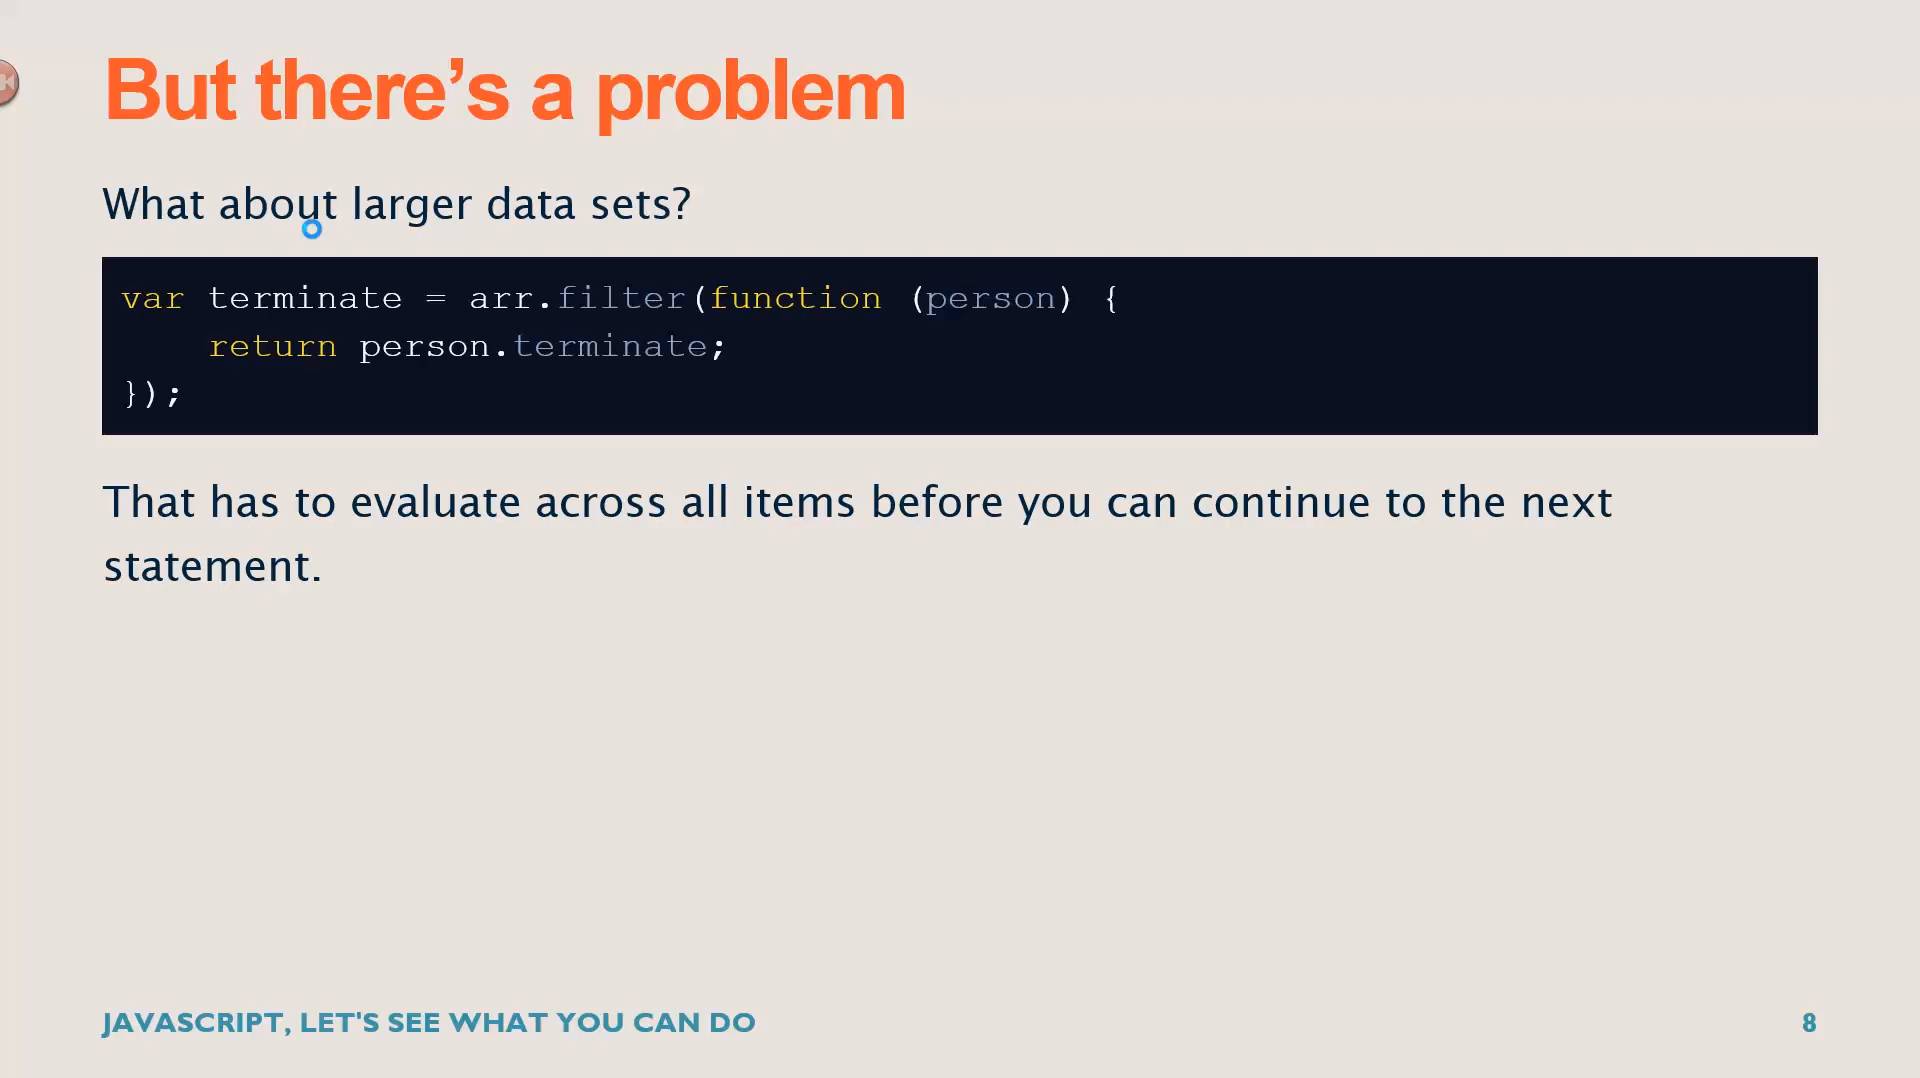 But there’s a problem
What about larger data sets?
var terminate = arr.filter(function (person) {
    return person.terminate;
});
That has to evaluate across all items before you can continue to the next
statement.
JAVASCRIPT, LET'S SEE WHAT YOU CAN DO
8